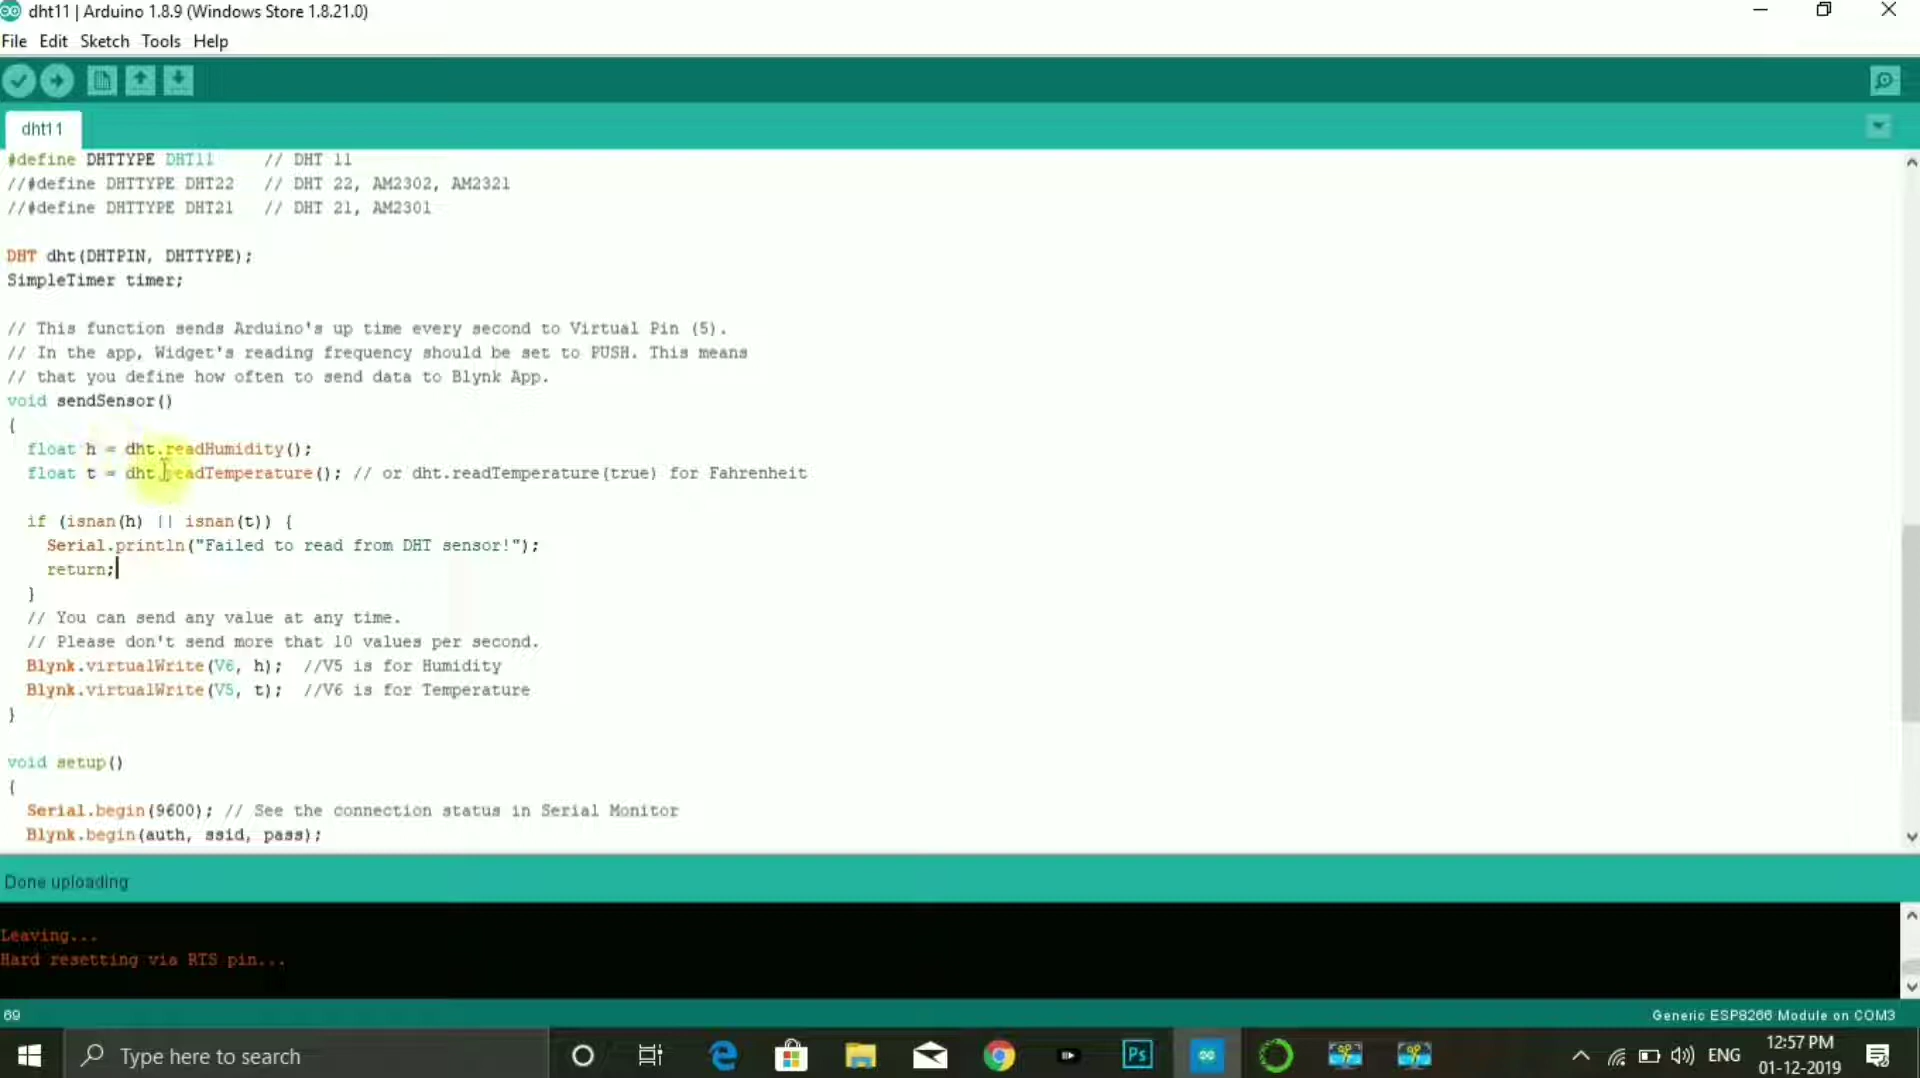 dht11 | Arduino 1.8.9 (Windows Store 1.8.21.0)
File Edit Sketch Tools Help
dht11
#define DHTTYPE DHT11     // DHT 11
//#define DHTTYPE DHT22   // DHT 22, AM2302, AM2321
//#define DHTTYPE DHT21   // DHT 21, AM2301
DHT dht(DHTPIN, DHTTYPE);
SimpleTimer timer;
// This function sends Arduino's up time every second to Virtual Pin (5).
// In the app, Widget's reading frequency should be set to PUSH. This means
// that you define how often to send data to Blynk App.
void sendSensor()
{
  float h = dht.readHumidity();
  float t = dht.readTemperature(); // or dht.readTemperature(true) for Fahrenheit
  if (isnan(h) || isnan(t)) {
    Serial.println("Failed to read from DHT sensor!");
    return;
  }
  // You can send any value at any time.
  // Please don't send more that 10 values per second.
  Blynk.virtualWrite(V6, h);  //V5 is for Humidity
  Blynk.virtualWrite(V5, t);  //V6 is for Temperature
}
void setup()
{
  Serial.begin(9600); // See the connection status in Serial Monitor
  Blynk.begin(auth, ssid, pass);
Done uploading
Leaving...
Hard resetting via RTS pin...
69
Generic ESP8266 Module on COM3
Type here to search
Ps
ENG
12:57 PM
01-12-2019